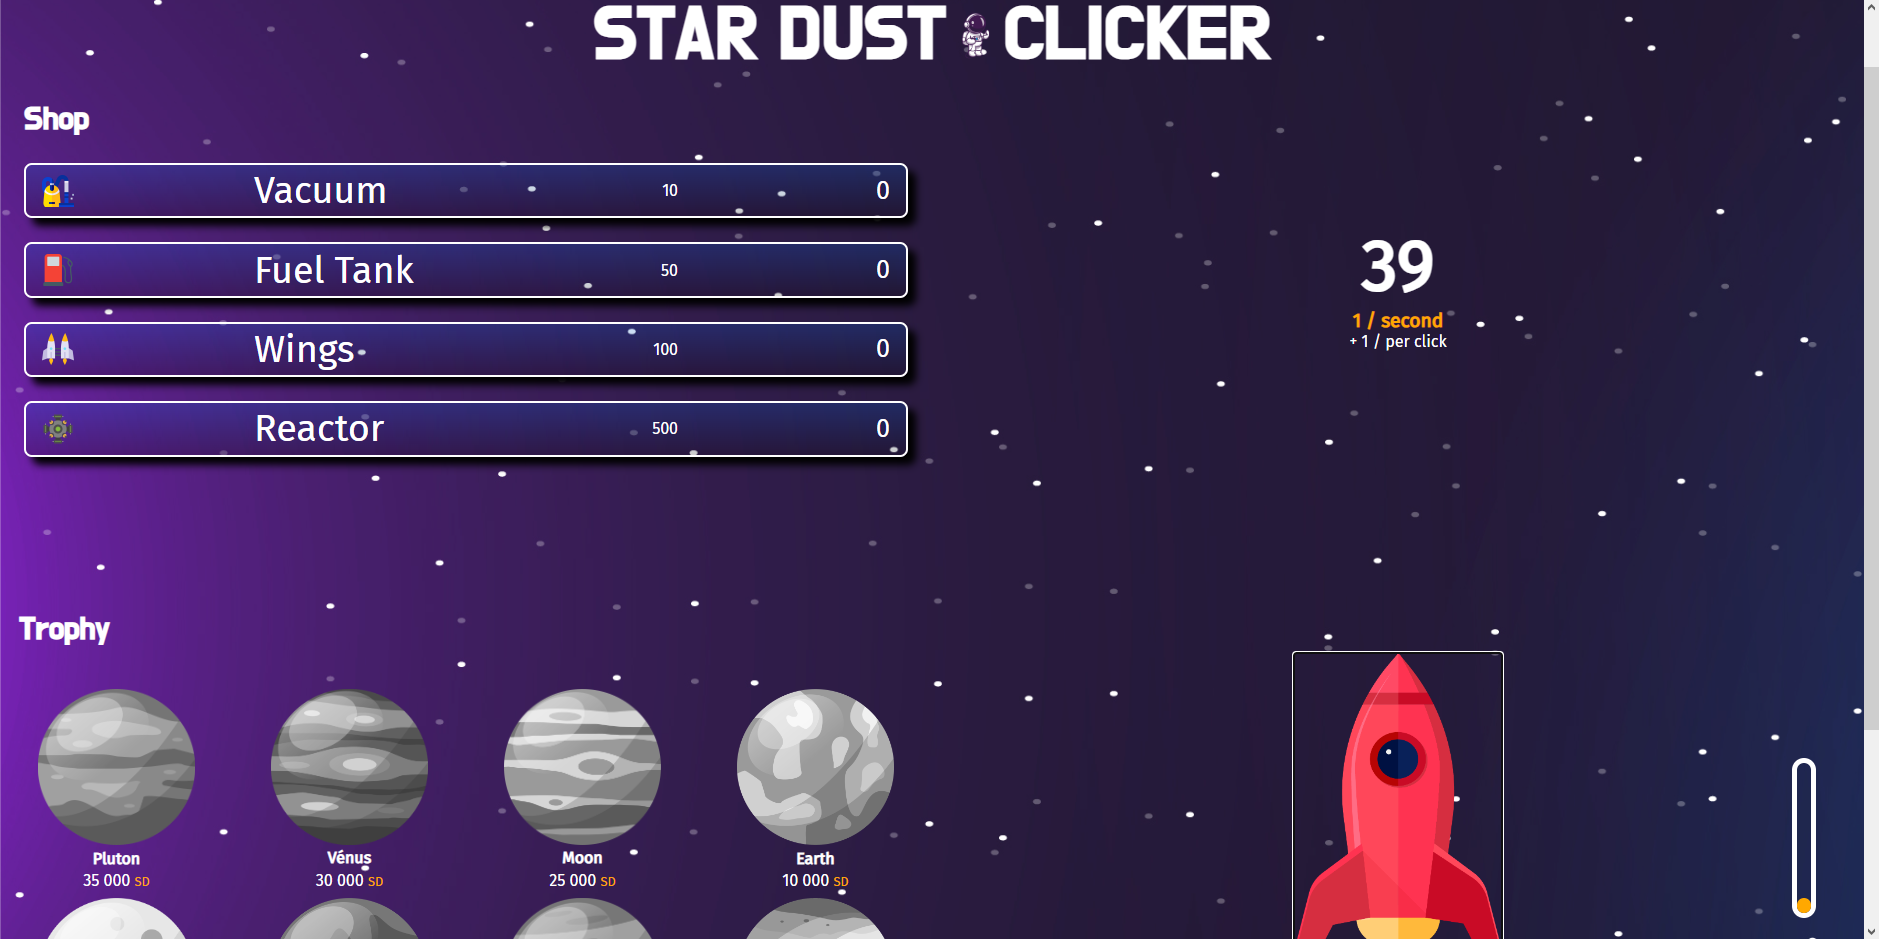 STAR DUST CLICKER
Shop
Vacuum 10 0
Fuel Tank 50 0
Wings 100 0
Reactor 500 0
39
1 / second
+ 1 / per click
Trophy
Pluton Vénus Moon Earth
35 000 SD 30 000 SD 25 000 SD 10 000 SD